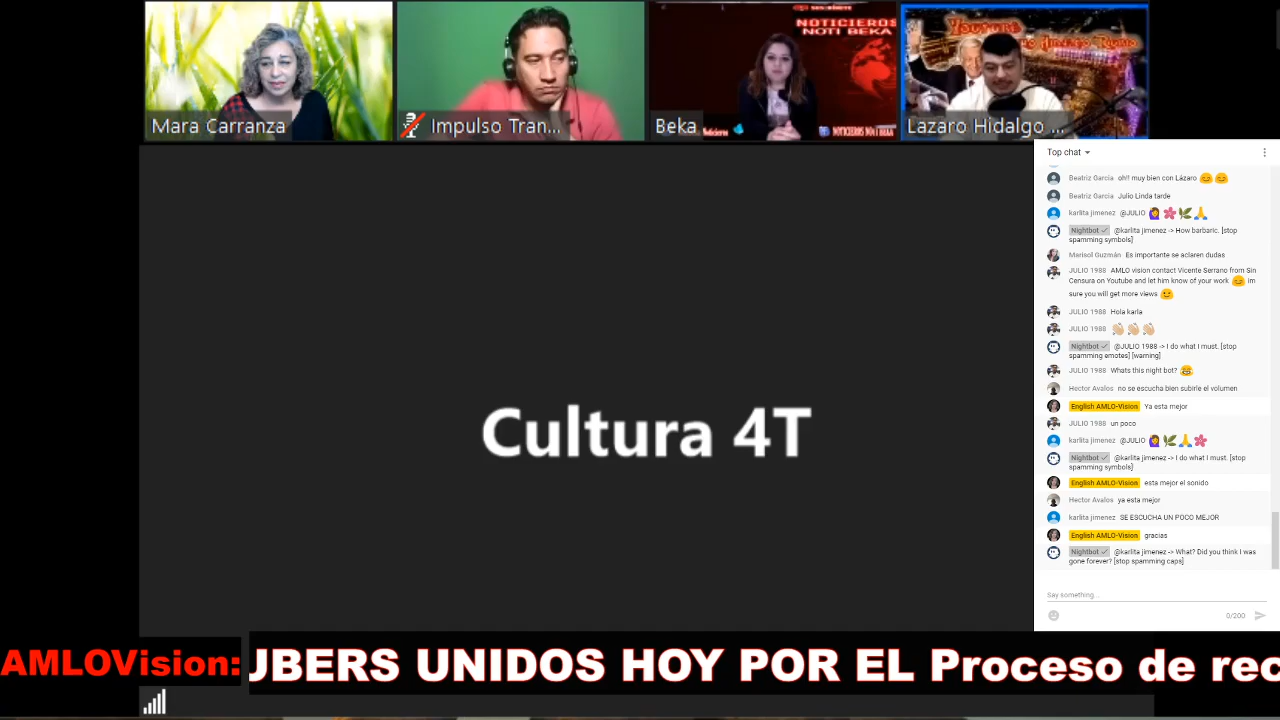 NOTICIEROS
NOTI BEKA
Mara Carranza
Impulso Tran...
Beka
NOTICIEROS NOTI BEKA
Lazaro Hidalgo ...
Top chat
Beatriz Garcia oh!! muy bien con Lázaro 😊 😊
Beatriz Garcia Julio Linda tarde
karlita jimenez @JULIO 🙋‍♀️ 🌸 🌿 🙏
Nightbot @karlita jimenez -> How barbaric. [stop
spamming symbols]
Marisol Guzmán Es importante se aclaren dudas
JULIO 1988 AMLO vision contact Vicente Serrano from Sin
Censura on Youtube and let him know of your work 😊 im
sure you will get more views 😉
JULIO 1988 Hola karla
JULIO 1988 👏🏼 👏🏼 👏🏼
Nightbot @JULIO 1988 -> I do what I must. [stop
spamming emotes] [warning]
JULIO 1988 Whats this night bot? 😂
Hector Avalos no se escucha bien subirle el volumen
English AMLO-Vision Ya esta mejor
JULIO 1988 un poco
karlita jimenez @JULIO 🙋‍♀️ 🌿 🙏 🌸
Nightbot @karlita jimenez -> I do what I must. [stop
spamming symbols]
English AMLO-Vision esta mejor el sonido
Hector Avalos ya esta mejor
karlita jimenez SE ESCUCHA UN POCO MEJOR
English AMLO-Vision gracias
Nightbot @karlita jimenez -> What? Did you think I was
gone forever? [stop spamming caps]
Say something...
0/200
Cultura 4T
AMLOVision: UBERS UNIDOS HOY POR EL Proceso de rec